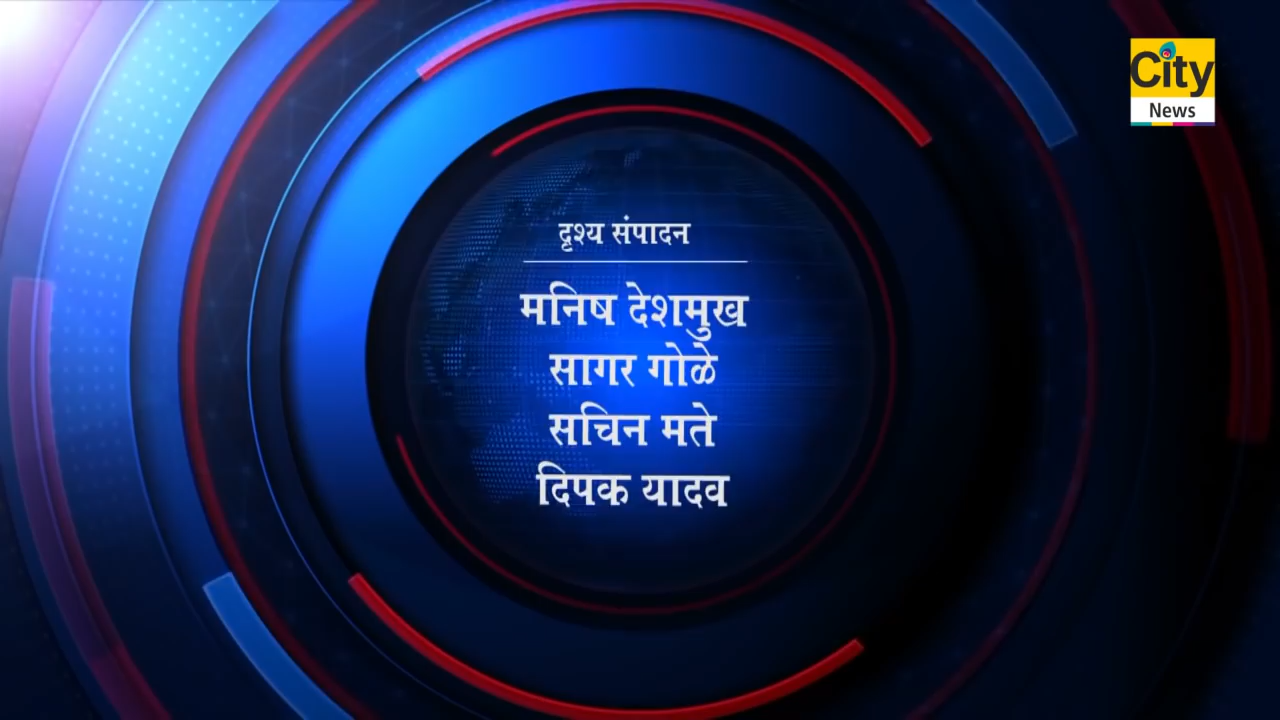 City
News
दृश्य संपादन
मनिष देशमुख
सागर गोळे
सचिन मते
दिपक यादव